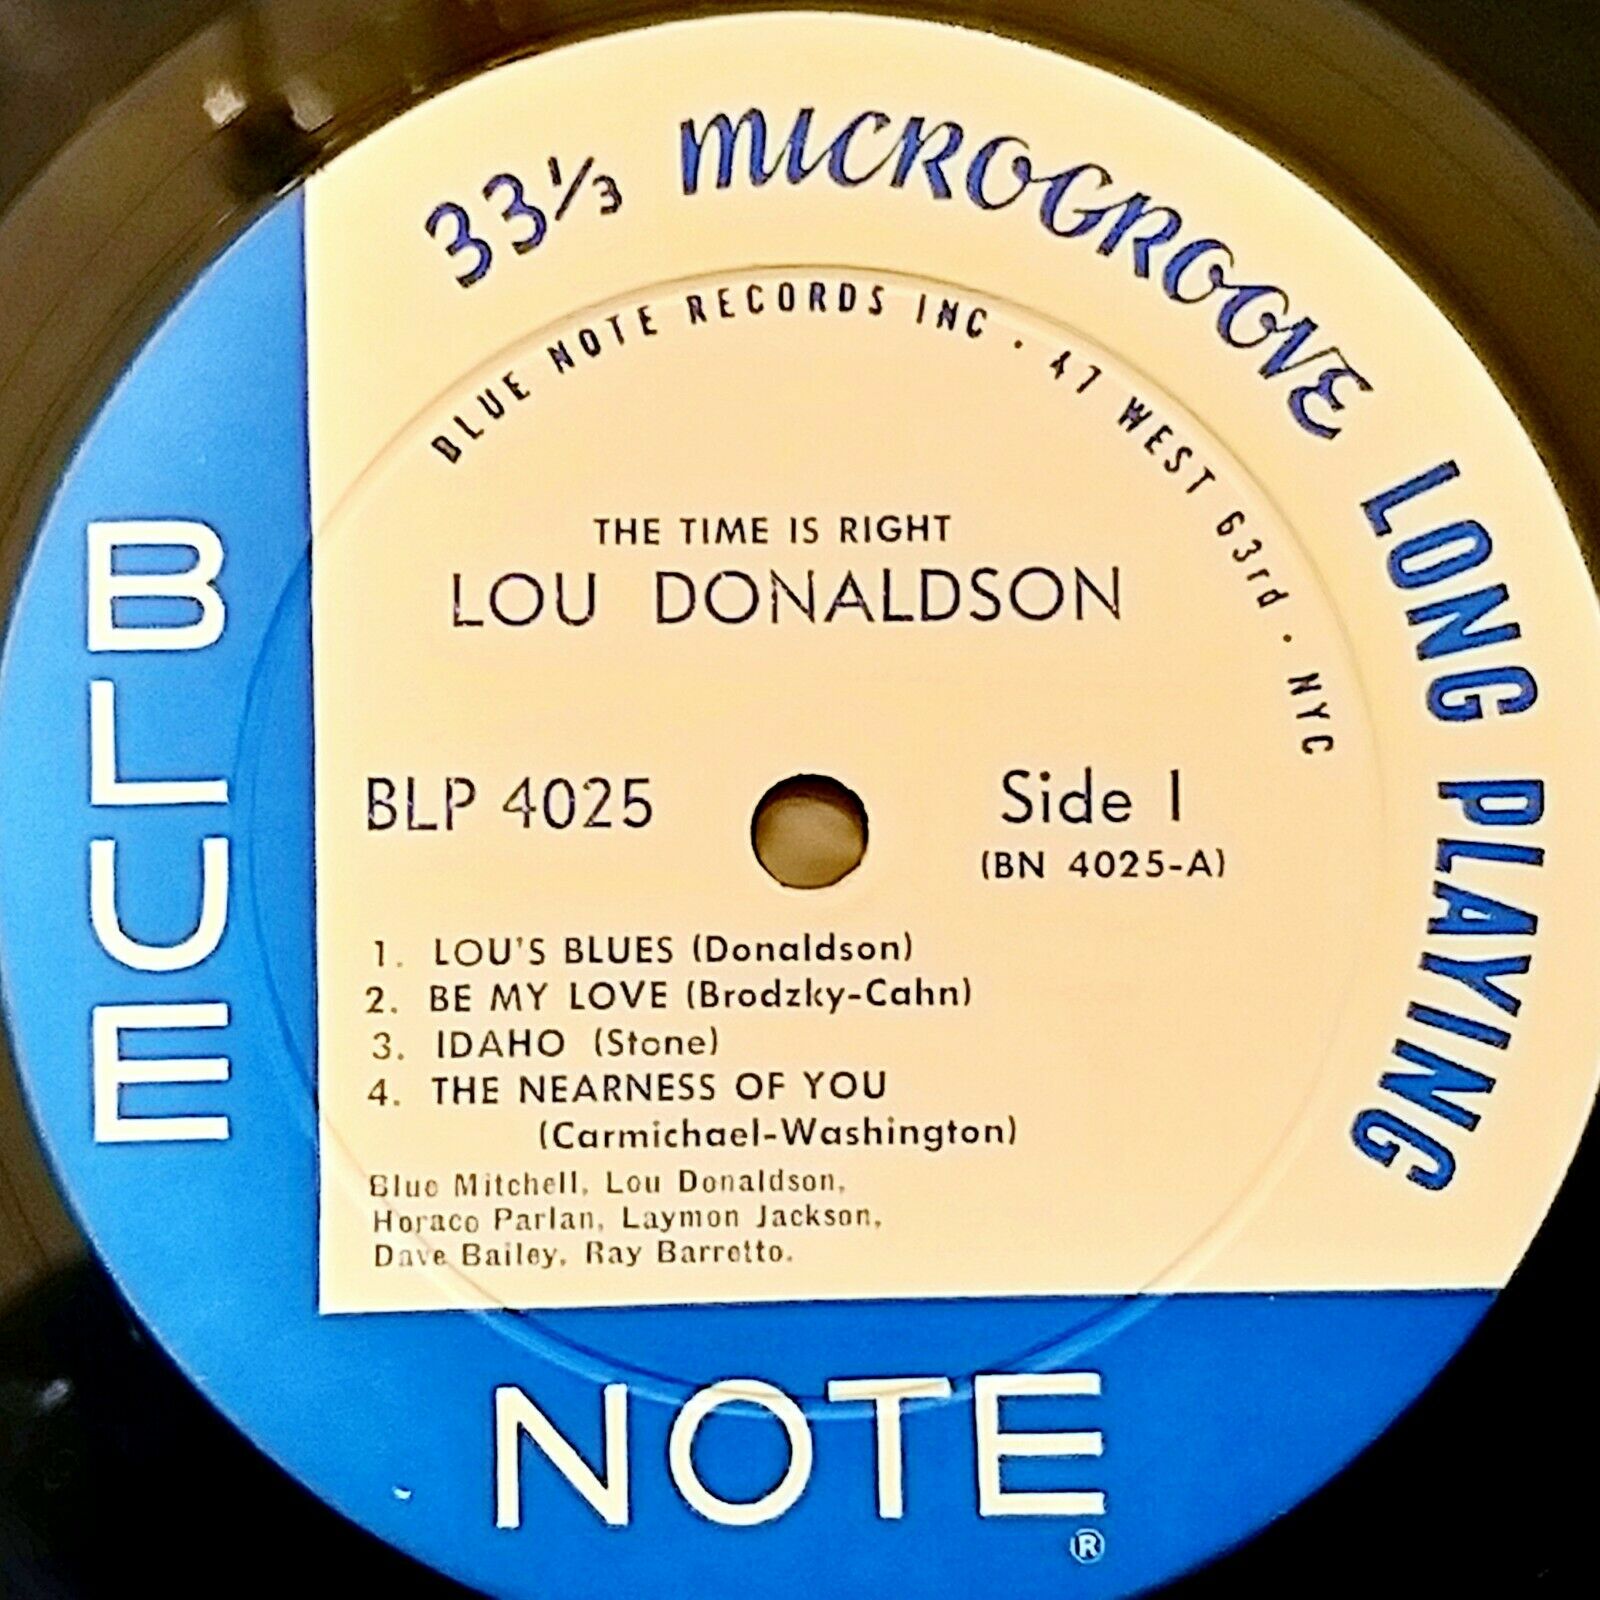 33⅓ MICROGROOVE LONG PLAYING
BLUE NOTE RECORDS INC · 47 WEST 63rd · NYC
THE TIME IS RIGHT
LOU DONALDSON
BLP 4025
Side 1
(BN 4025-A)
1. LOU'S BLUES (Donaldson)
2. BE MY LOVE (Brodzky-Cahn)
3. IDAHO (Stone)
4. THE NEARNESS OF YOU
(Carmichael-Washington)
Blue Mitchell, Lou Donaldson,
Horace Parlan, Laymon Jackson,
Dave Bailey, Ray Barretto.
BLUE
NOTE
®